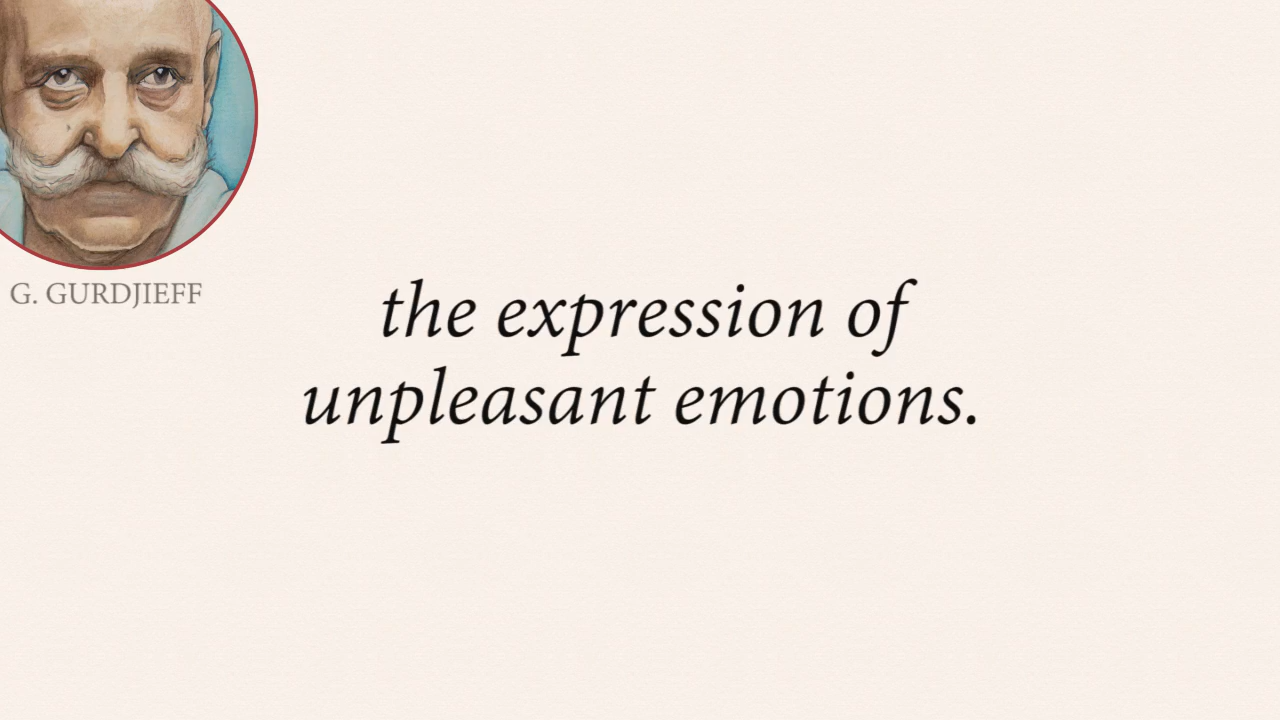 G. GURDJIEFF
the expression of
unpleasant emotions.